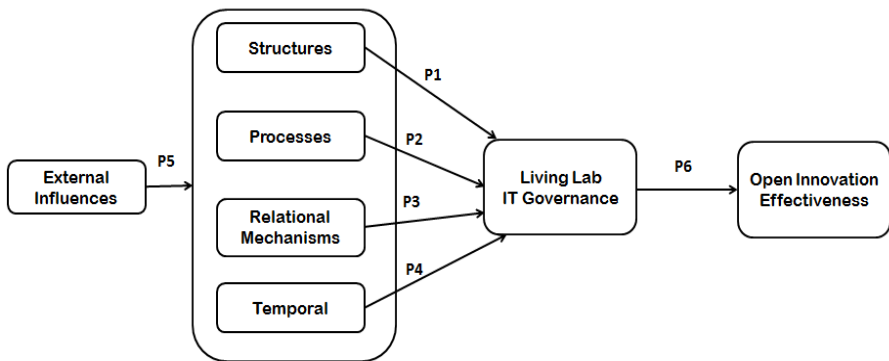 Structures
P1
Processes
P2
P5
External
Influences
Living Lab
IT Governance
P6
Open Innovation
Effectiveness
Relational
Mechanisms
P3
P4
Temporal